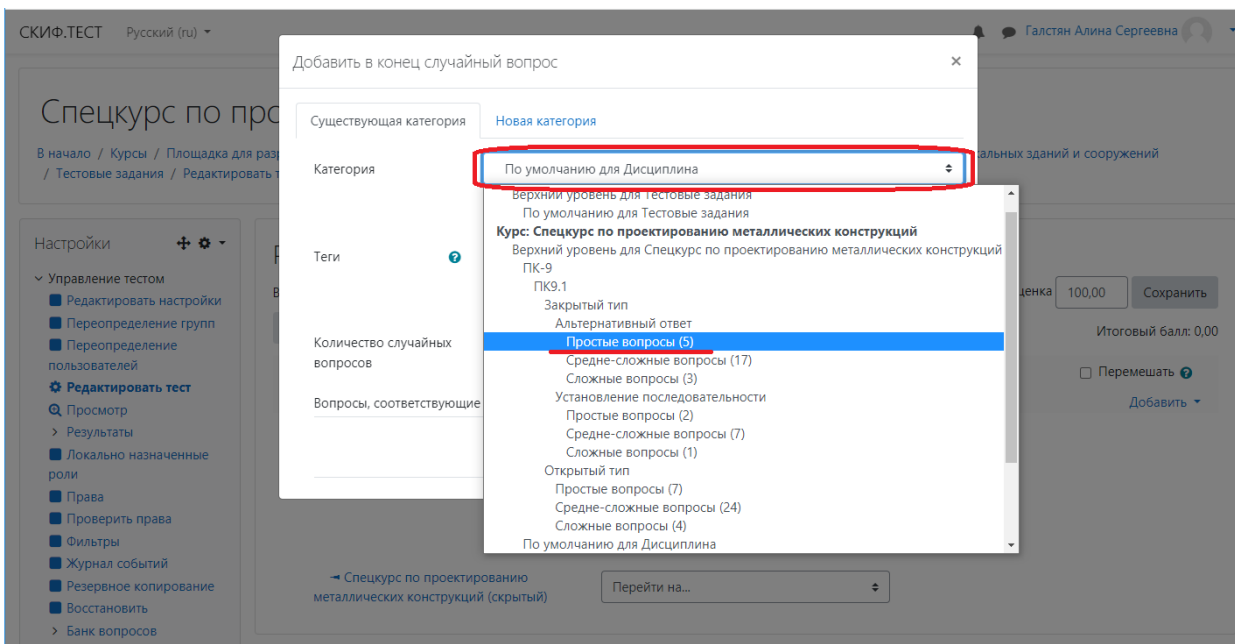 СКИФ.ТЕСТ Русский (ru)
Галстян Алина Сергеевна
Добавить в конец случайный вопрос ×
Спецкурс по про
Существующая категория Новая категория
В начало / Курсы / Площадка для раз
кальных зданий и сооружений
/ Тестовые задания / Редактировать т
Категория По умолчанию для Дисциплина
Верхний уровень для Тестовые задания
По умолчанию для Тестовые задания
Курс: Спецкурс по проектированию металлических конструкций
Верхний уровень для Спецкурс по проектированию металлических конструкций
ПК-9
ПК9.1
Закрытый тип
Альтернативный ответ
Простые вопросы (5)
Средне-сложные вопросы (17)
Сложные вопросы (3)
Установление последовательности
Простые вопросы (2)
Средне-сложные вопросы (7)
Сложные вопросы (1)
Открытый тип
Простые вопросы (7)
Средне-сложные вопросы (24)
Сложные вопросы (4)
По умолчанию для Дисциплина
Теги
Количество случайных
вопросов
Вопросы, соответствующие
Настройки
Управление тестом
Редактировать настройки
Переопределение групп
Переопределение
пользователей
Редактировать тест
Просмотр
Результаты
Локально назначенные
роли
Права
Проверить права
Фильтры
Журнал событий
Резервное копирование
Восстановить
Банк вопросов
ценка 100,00 Сохранить
Итоговый балл: 0,00
Перемешать
Добавить
◄ Спецкурс по проектированию
металлических конструкций (скрытый)
Перейти на...